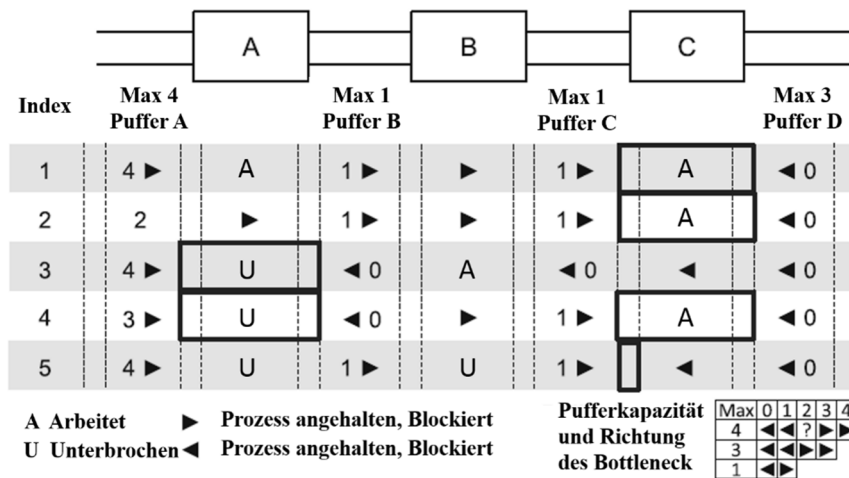 A B C
Index Max 4 Puffer A Max 1 Puffer B Max 1 Puffer C Max 3 Puffer D
1 4 ► A 1 ► ► 1 ► A ◄ 0
2 2 ► 1 ► ► 1 ► A ◄ 0
3 4 ► U ◄ 0 A ◄ 0 ◄ ◄ 0
4 3 ► U ◄ 0 ► 1 ► A ◄ 0
5 4 ► U 1 ► U 1 ► ◄ ◄ 0
A Arbeitet ► Prozess angehalten, Blockiert
U Unterbrochen ◄ Prozess angehalten, Blockiert
Pufferkapazität
und Richtung
des Bottleneck
Max 0 1 2 3 4
4 ◄ ◄ ? ► ►
3 ◄ ◄ ► ►
1 ◄ ►